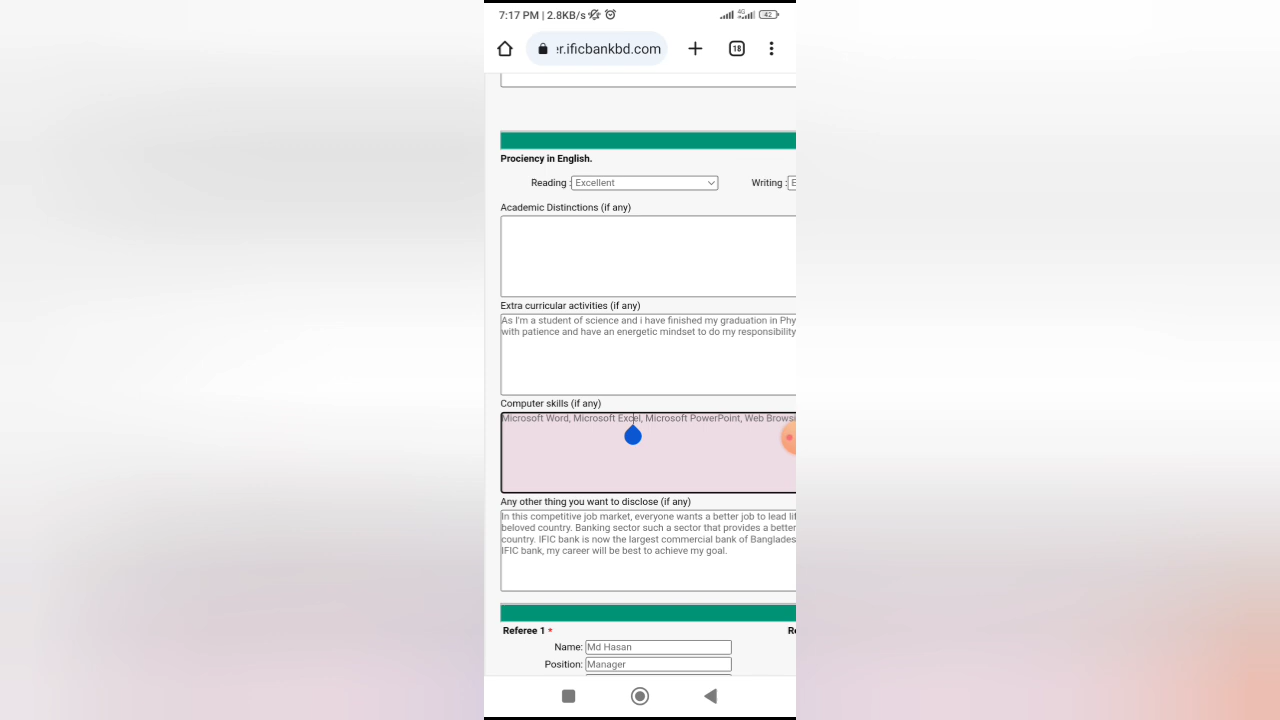 7:17 PM | 2.8KB/s
4G
42
er.ificbankbd.com
18
Prociency in English.
Reading : Excellent Writing : E
Academic Distinctions (if any)
Extra curricular activities (if any)
As I'm a student of science and i have finished my graduation in Phy
with patience and have an energetic mindset to do my responsibility
Computer skills (if any)
Microsoft Word, Microsoft Excel, Microsoft PowerPoint, Web Browsi
Any other thing you want to disclose (if any)
In this competitive job market, everyone wants a better job to lead lif
beloved country. Banking sector such a sector that provides a better
country. IFIC bank is now the largest commercial bank of Banglades
IFIC bank, my career will be best to achieve my goal.
Referee 1 * Re
Name: Md Hasan
Position: Manager